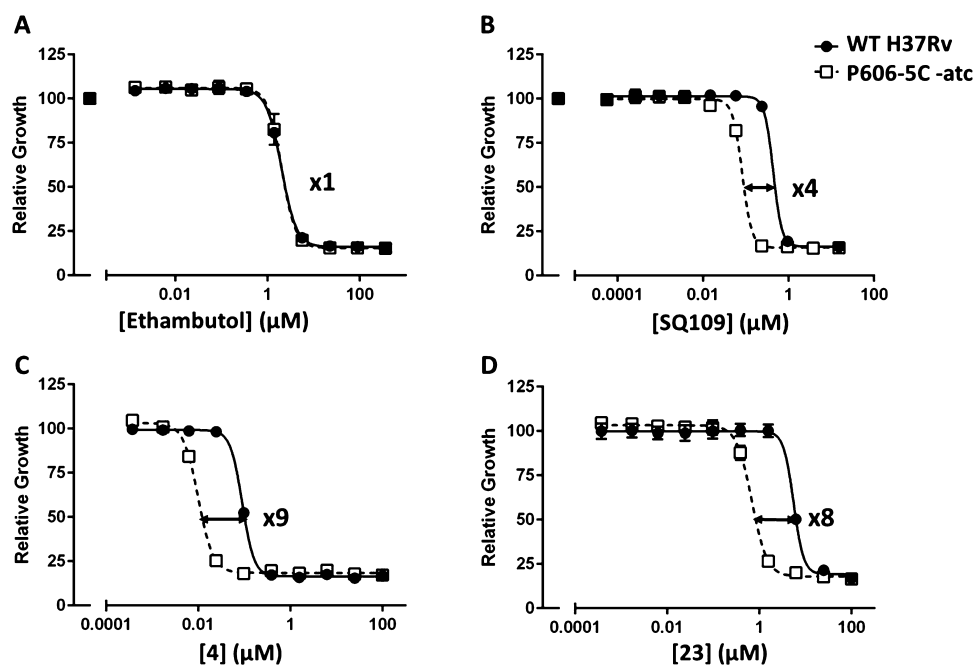 A
B
WT H37Rv
P606-5C -atc
125
100
75
50
25
0
Relative Growth
x1
0.01
1
100
[Ethambutol] (µM)
125
100
75
50
25
0
Relative Growth
x4
0.0001
0.01
1
100
[SQ109] (µM)
C
D
125
100
75
50
25
0
Relative Growth
x9
0.0001
0.01
1
100
[4] (µM)
125
100
75
50
25
0
Relative Growth
x8
0.0001
0.01
1
100
[23] (µM)